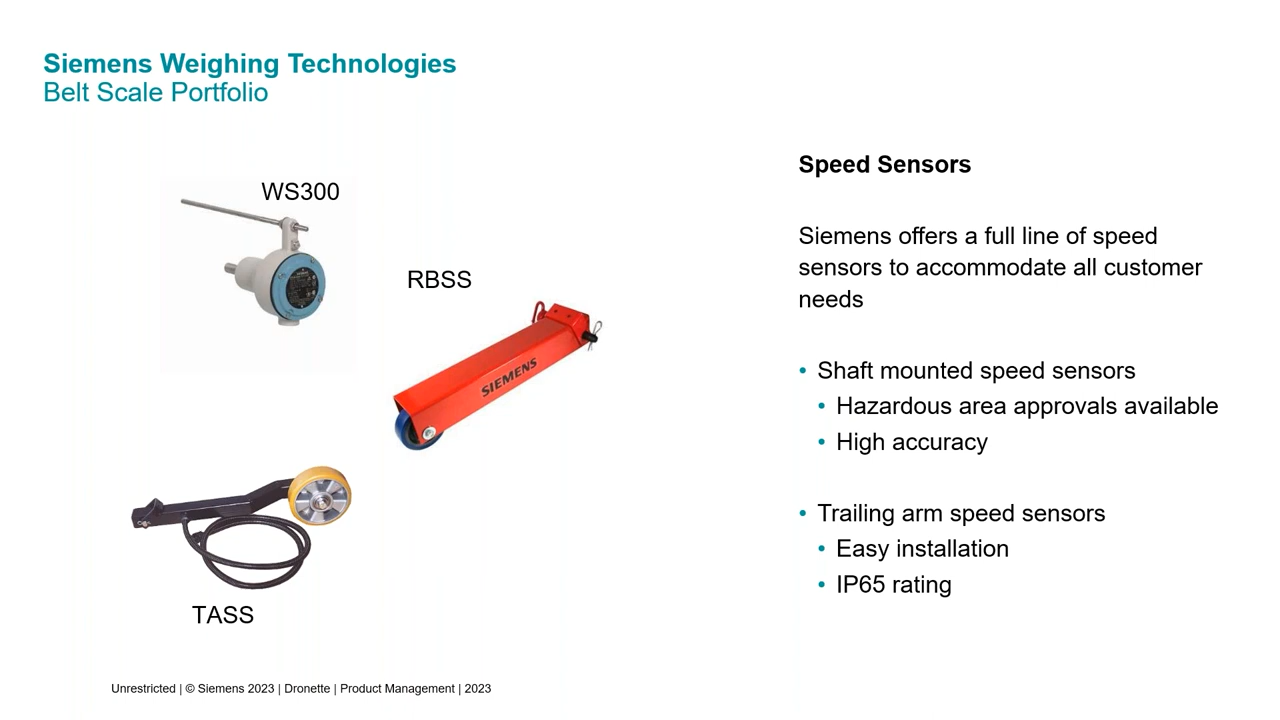 Siemens Weighing Technologies
Belt Scale Portfolio
WS300
RBSS
SIEMENS
TASS
Speed Sensors
Siemens offers a full line of speed
sensors to accommodate all customer
needs
• Shaft mounted speed sensors
• Hazardous area approvals available
• High accuracy
• Trailing arm speed sensors
• Easy installation
• IP65 rating
Unrestricted | © Siemens 2023 | Dronette | Product Management | 2023